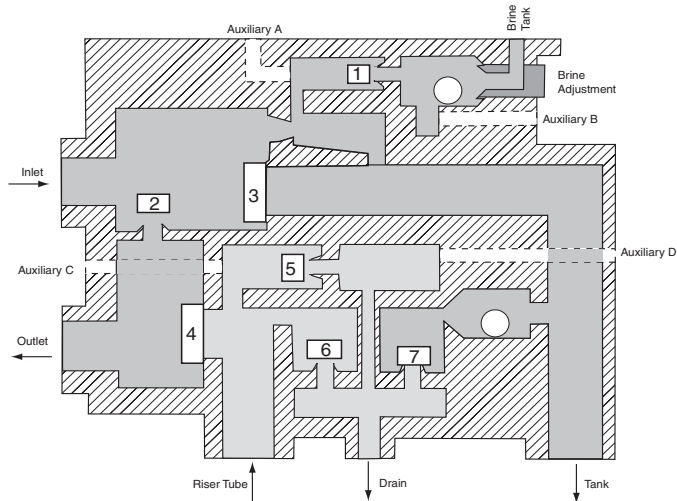 Auxiliary A
Brine
Tank
1
Brine
Adjustment
Auxiliary B
Inlet
2
3
Auxiliary C
5
Auxiliary D
4
Outlet
6
7
Riser Tube
Drain
Tank